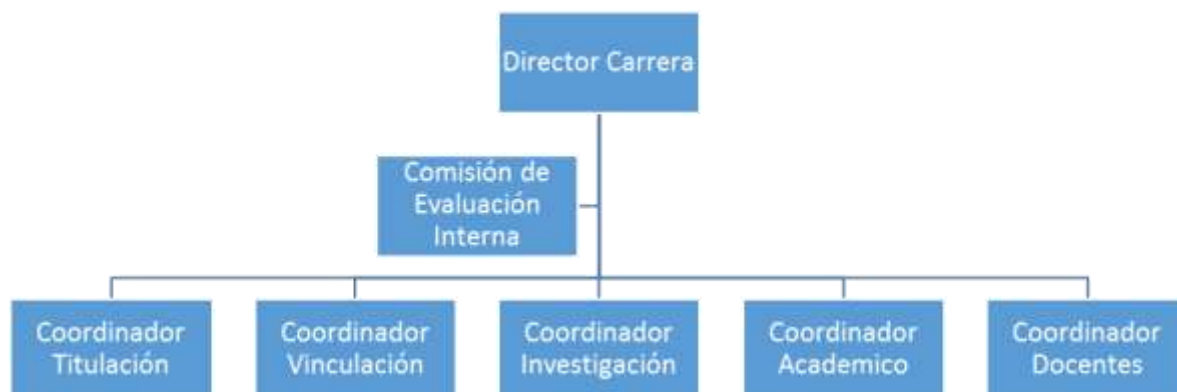 Director Carrera
Comisión de
Evaluación
Interna
Coordinador
Titulación
Coordinador
Vinculación
Coordinador
Investigación
Coordinador
Academico
Coordinador
Docentes